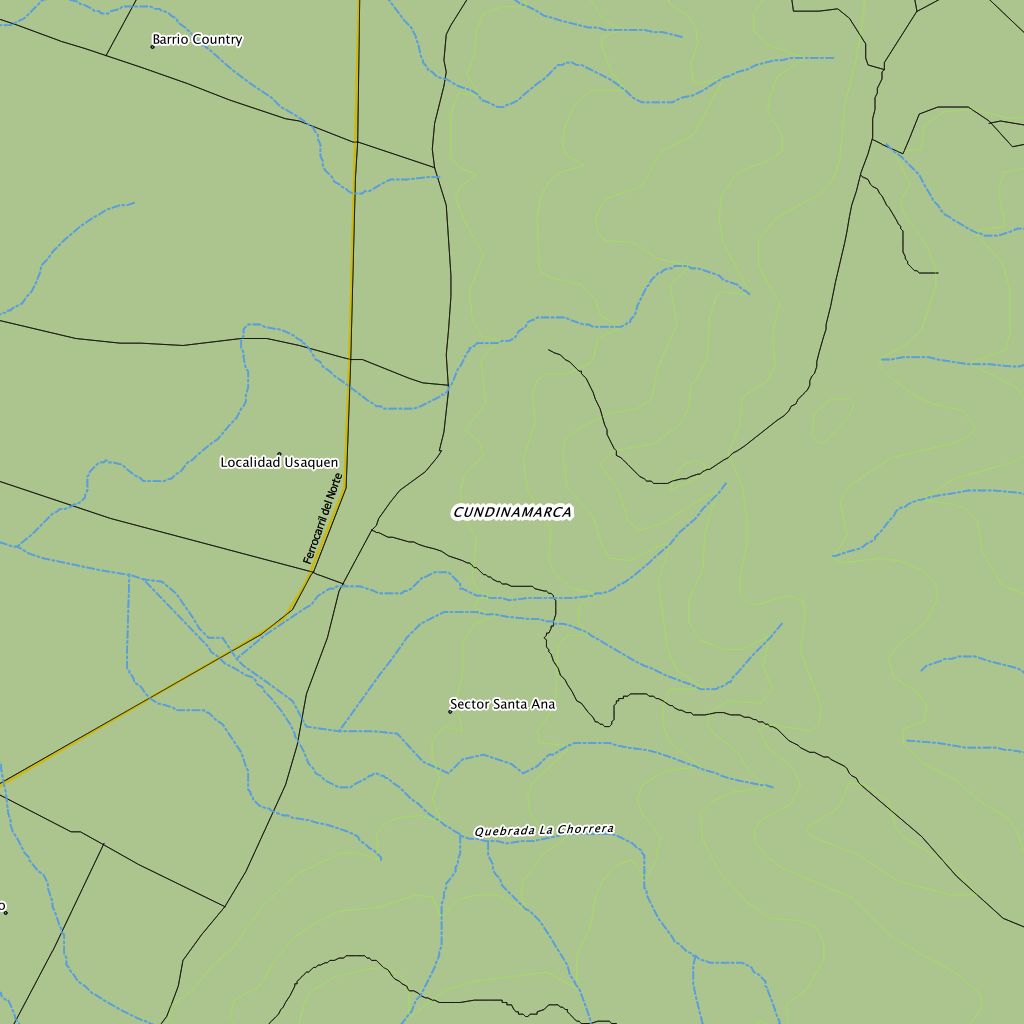 Barrio Country
Localidad Usaquen
Ferrocarril del Norte
CUNDINAMARCA
Sector Santa Ana
Quebrada La Chorrera
o